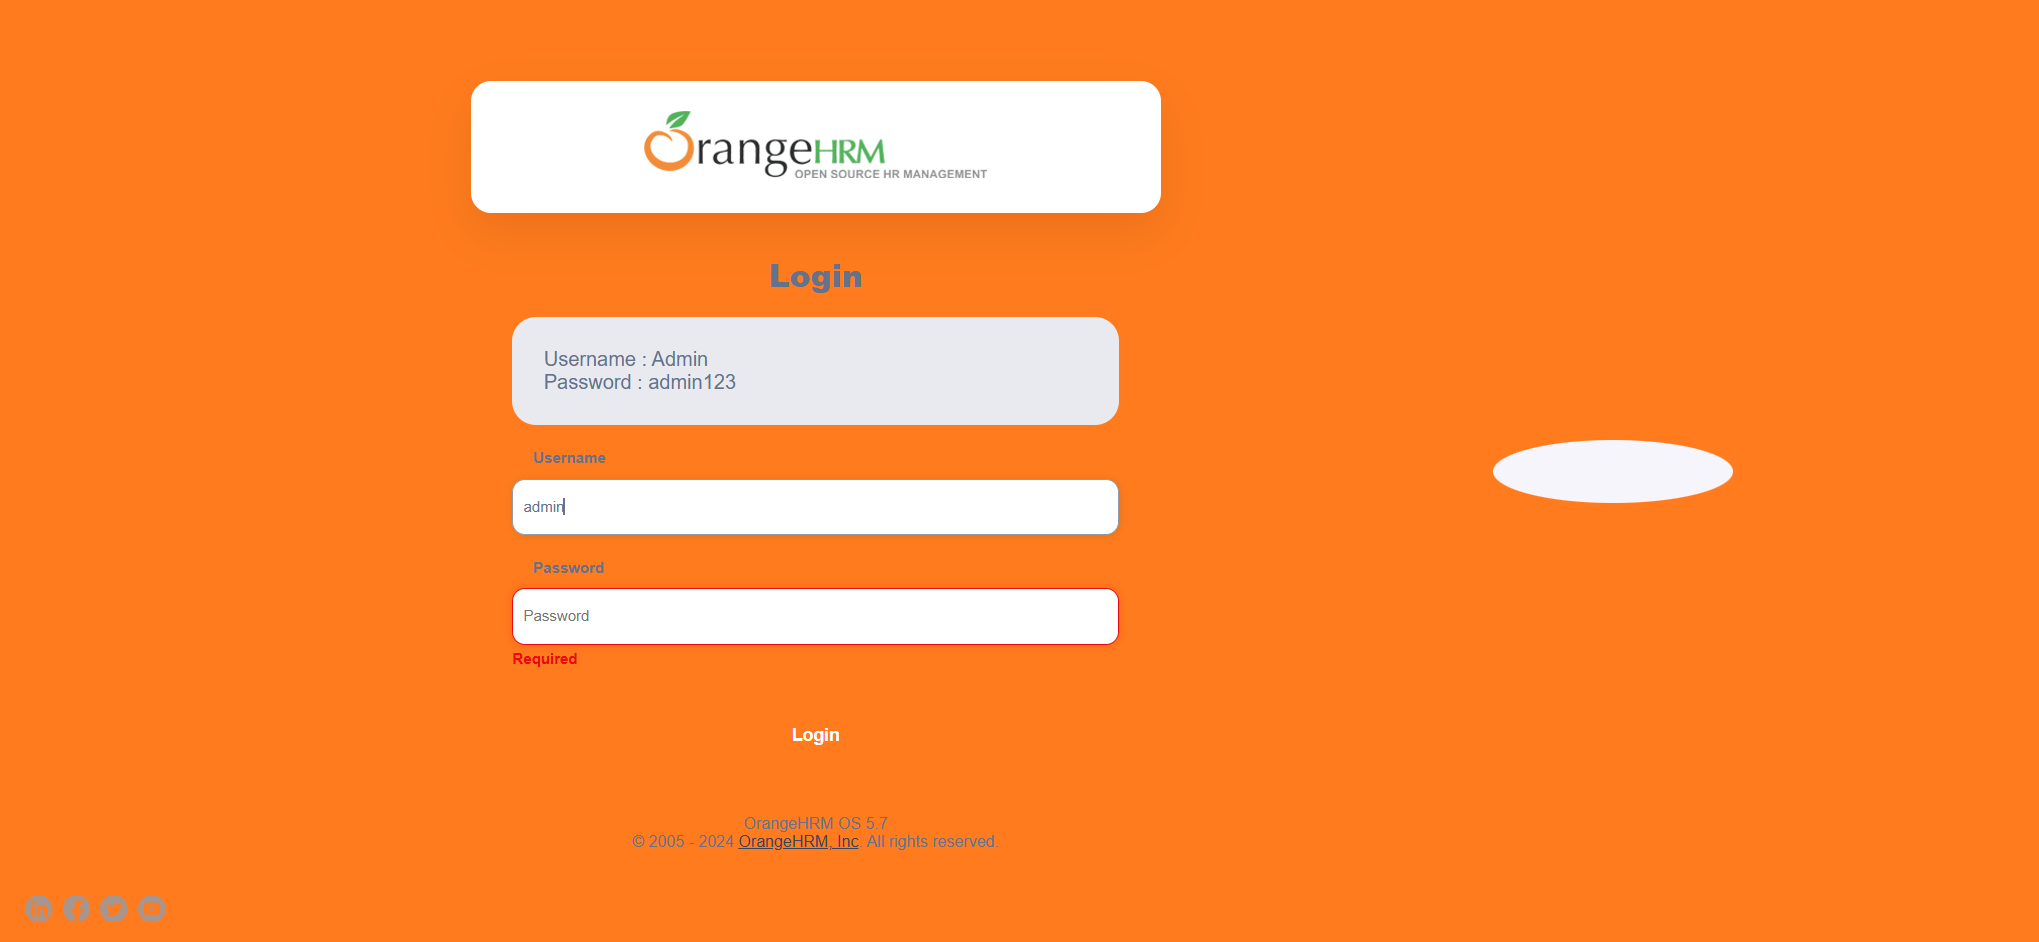 OrangeHRM
OPEN SOURCE HR MANAGEMENT
Login
Username : Admin
Password : admin123
Username
admin
Password
Password
Required
Login
OrangeHRM OS 5.7
© 2005 - 2024 OrangeHRM, Inc. All rights reserved.